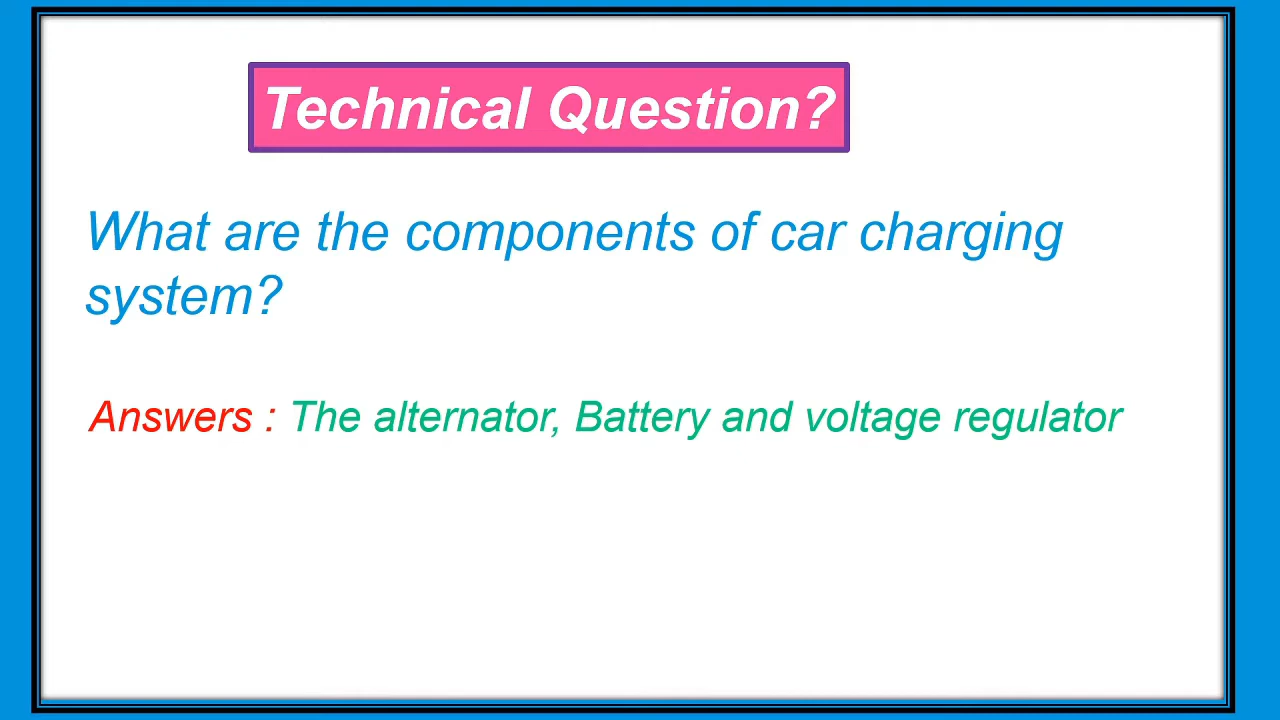 Technical Question?
What are the components of car charging
system?
Answers : The alternator, Battery and voltage regulator